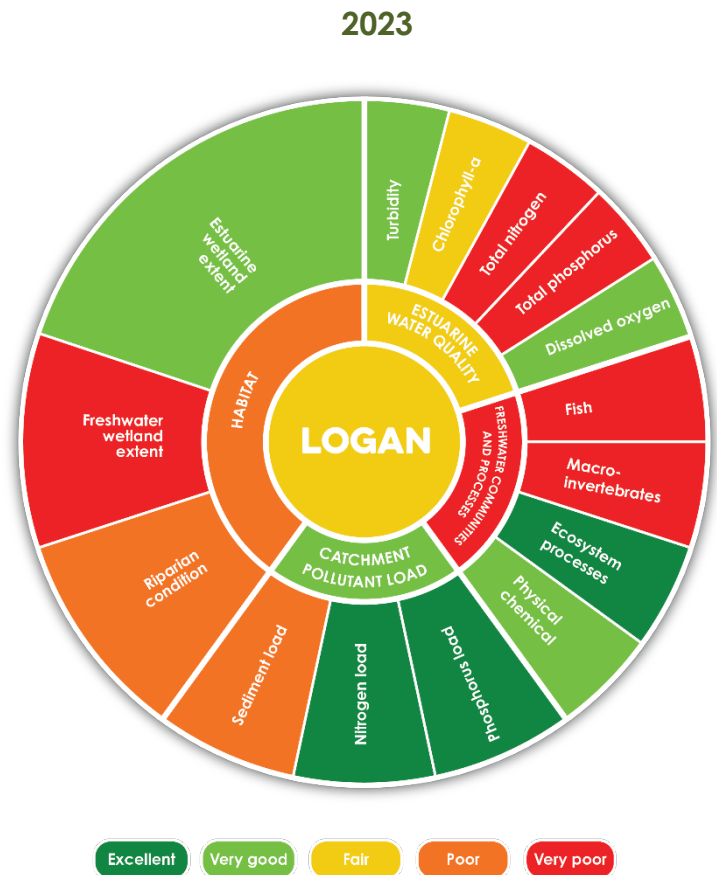 2023
Turbidity
Chlorophyll-a
Total nitrogen
Total phosphorus
Dissolved oxygen
Fish
Macro-
invertebrates
Ecosystem
processes
Physical
chemical
Phosphorus load
Nitrogen load
Sediment load
Riparian
condition
Freshwater
wetland
extent
Estuarine
wetland
extent
ESTUARINE
WATER QUALITY
FRESHWATER COMMUNITIES
AND PROCESSES
CATCHMENT
POLLUTANT LOAD
HABITAT
LOGAN
Excellent
Very good
Fair
Poor
Very poor